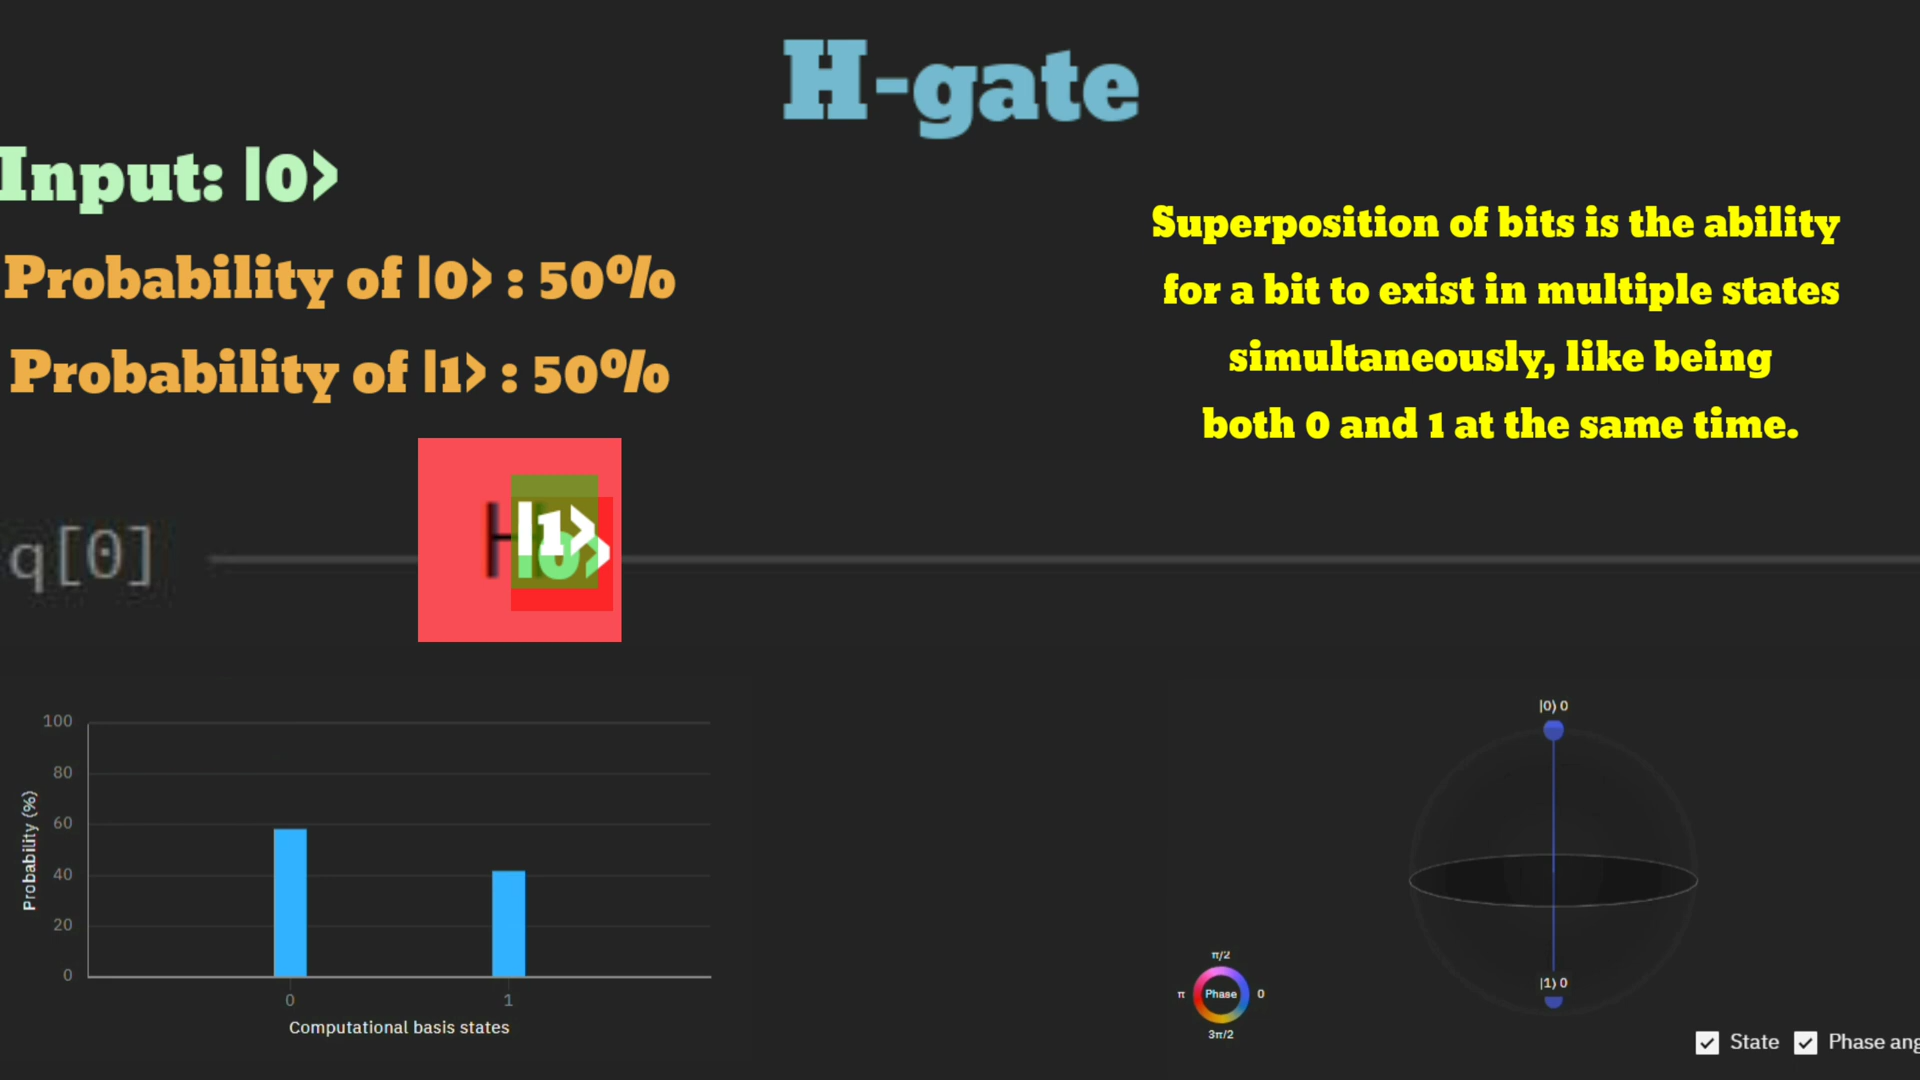 H-gate
Input: |0>
Probability of |0> : 50%
Probability of |1> : 50%
Superposition of bits is the ability
for a bit to exist in multiple states
simultaneously, like being
both 0 and 1 at the same time.
q[0]
H
|1>
|0>
100
80
60
40
20
0
Probability (%)
0 1
Computational basis states
|0⟩ 0
|1⟩ 0
π/2
π Phase 0
3π/2
State Phase ang